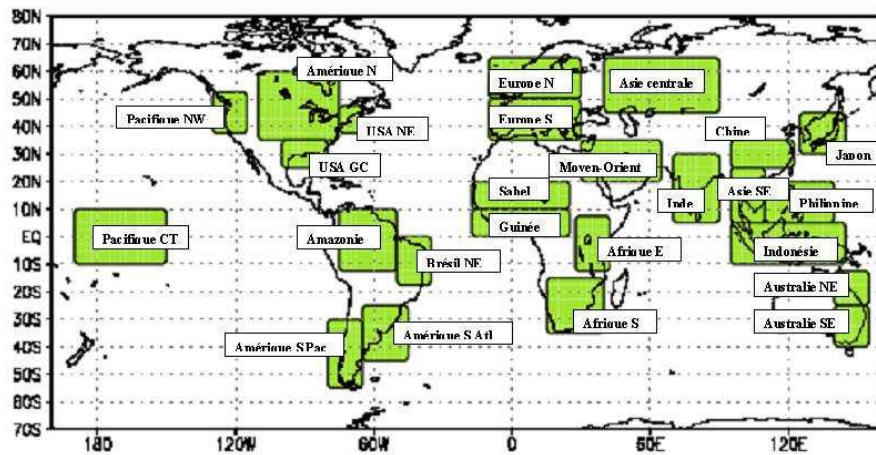 80N
70N
60N
50N
40N
30N
20N
10N
EQ
10S
20S
30S
40S
50S
60S
70S
Amérique N
Europe N
Asie centrale
Pacifique NW
USA NE
Europe S
Chine
Japon
USA GC
Moyen-Orient
Sahel
Inde
Asie SE
Philippine
Guinée
Pacifique CT
Amazonie
Afrique E
Indonésie
Brésil NE
Australie NE
Afrique S
Australie SE
Amérique S Pac
Amérique S Atl
180
120W
60W
0
60E
120E